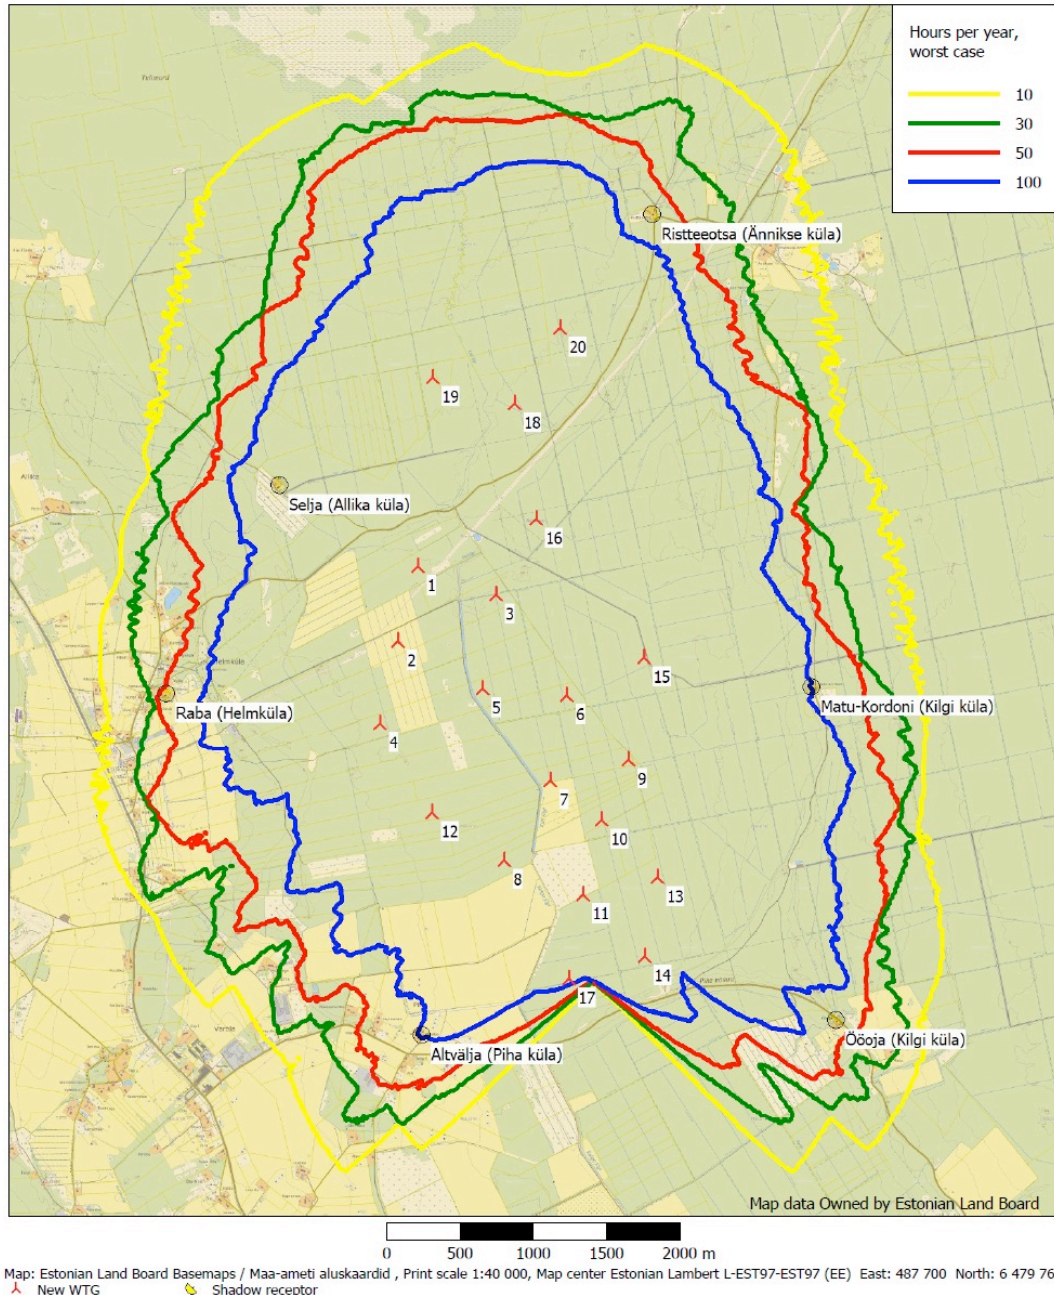 Hours per year,
worst case
10
30
50
100
Ristteeotsa (Ännikse küla)
20
19
18
Selja (Allika küla)
16
1
3
2
15
5
6
Raba (Helmküla)
Matu-Kordoni (Kilgi küla)
4
9
7
12
10
8
13
11
14
17
Varbla
Ööoja (Kilgi küla)
Altvälja (Piha küla)
Map data Owned by Estonian Land Board
0 500 1000 1500 2000 m
Map: Estonian Land Board Basemaps / Maa-ameti aluskaardid , Print scale 1:40 000, Map center Estonian Lambert L-EST97-EST97 (EE) East: 487 700 North: 6 479 76
New WTG Shadow receptor